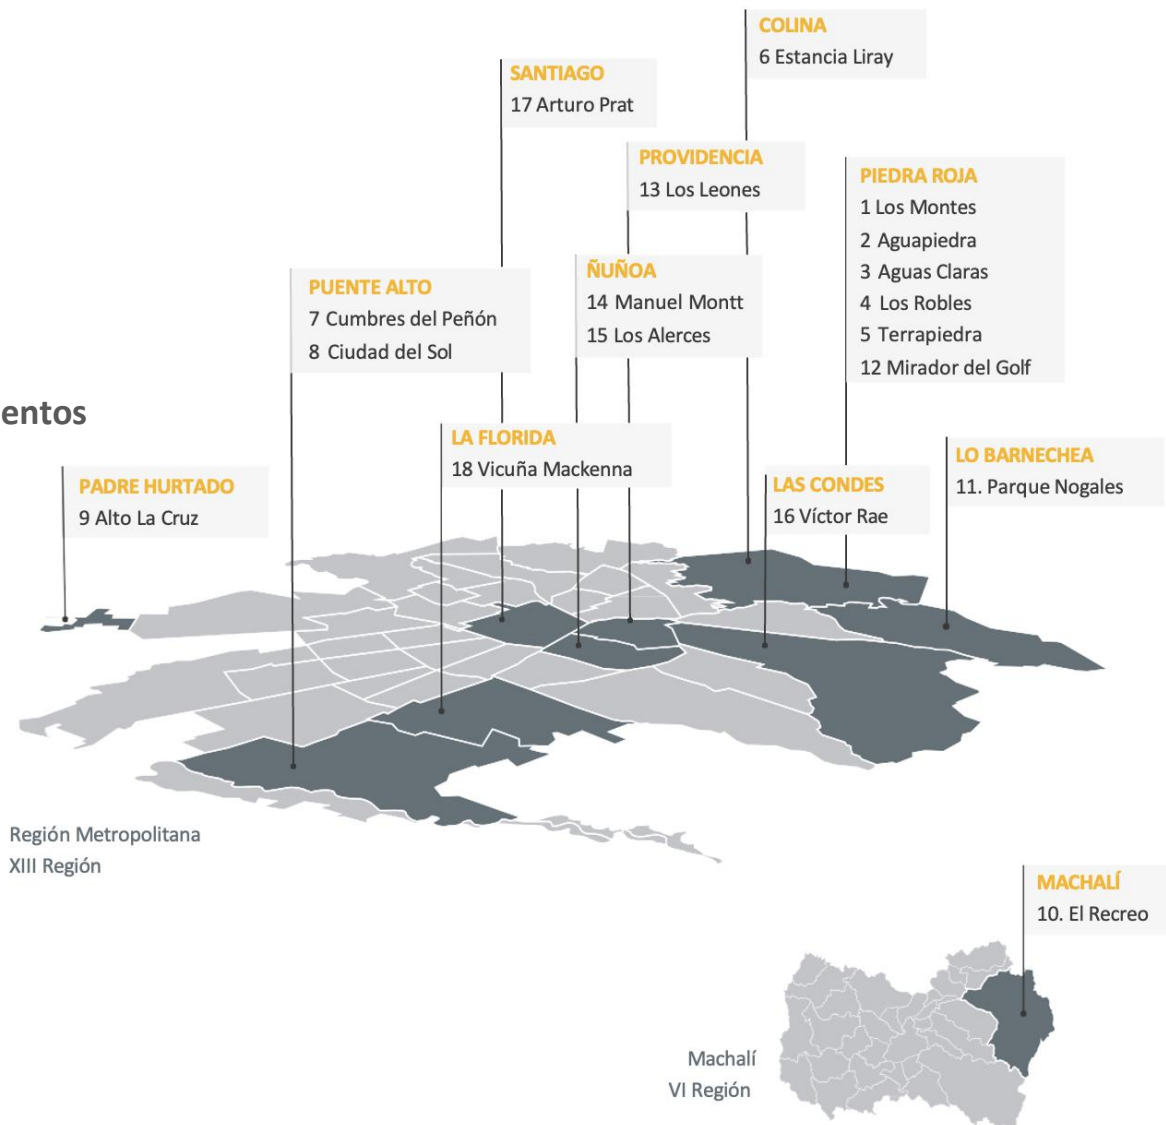 COLINA
6 Estancia Liray
SANTIAGO
17 Arturo Prat
PROVIDENCIA
13 Los Leones
PIEDRA ROJA
1 Los Montes
2 Aguapiedra
3 Aguas Claras
4 Los Robles
5 Terrapiedra
12 Mirador del Golf
ÑUÑOA
14 Manuel Montt
15 Los Alerces
PUENTE ALTO
7 Cumbres del Peñón
8 Ciudad del Sol
entos
LA FLORIDA
18 Vicuña Mackenna
LO BARNECHEA
11. Parque Nogales
PADRE HURTADO
9 Alto La Cruz
LAS CONDES
16 Víctor Rae
Región Metropolitana
XIII Región
MACHALÍ
10. El Recreo
Machalí
VI Región